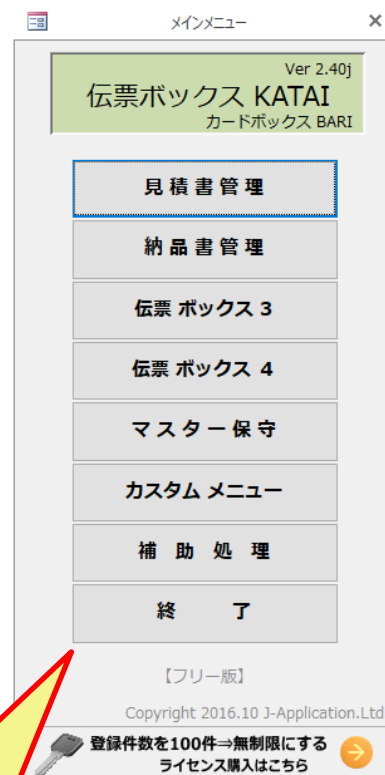 メインメニュー
Ver 2.40j
伝票ボックス KATAI
カードボックス BARI
見 積 書 管 理
納 品 書 管 理
伝票 ボックス 3
伝票 ボックス 4
マ ス タ ー 保 守
カスタム メニュー
補 助 処 理
終 了
【フリー版】
Copyright 2016.10 J-Application.Ltd
登録件数を100件⇒無制限にする
ライセンス購入はこちら